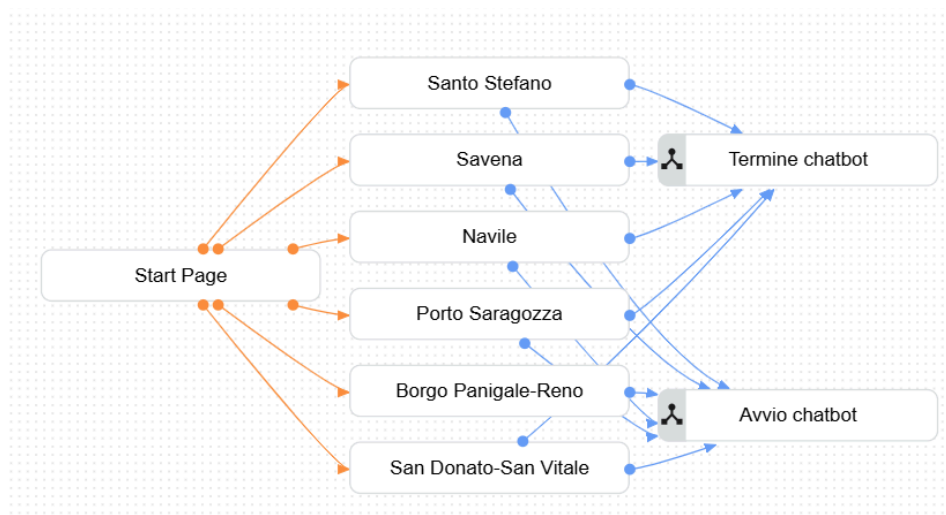 Santo Stefano
Savena
Termine chatbot
Navile
Start Page
Porto Saragozza
Borgo Panigale-Reno
Avvio chatbot
San Donato-San Vitale